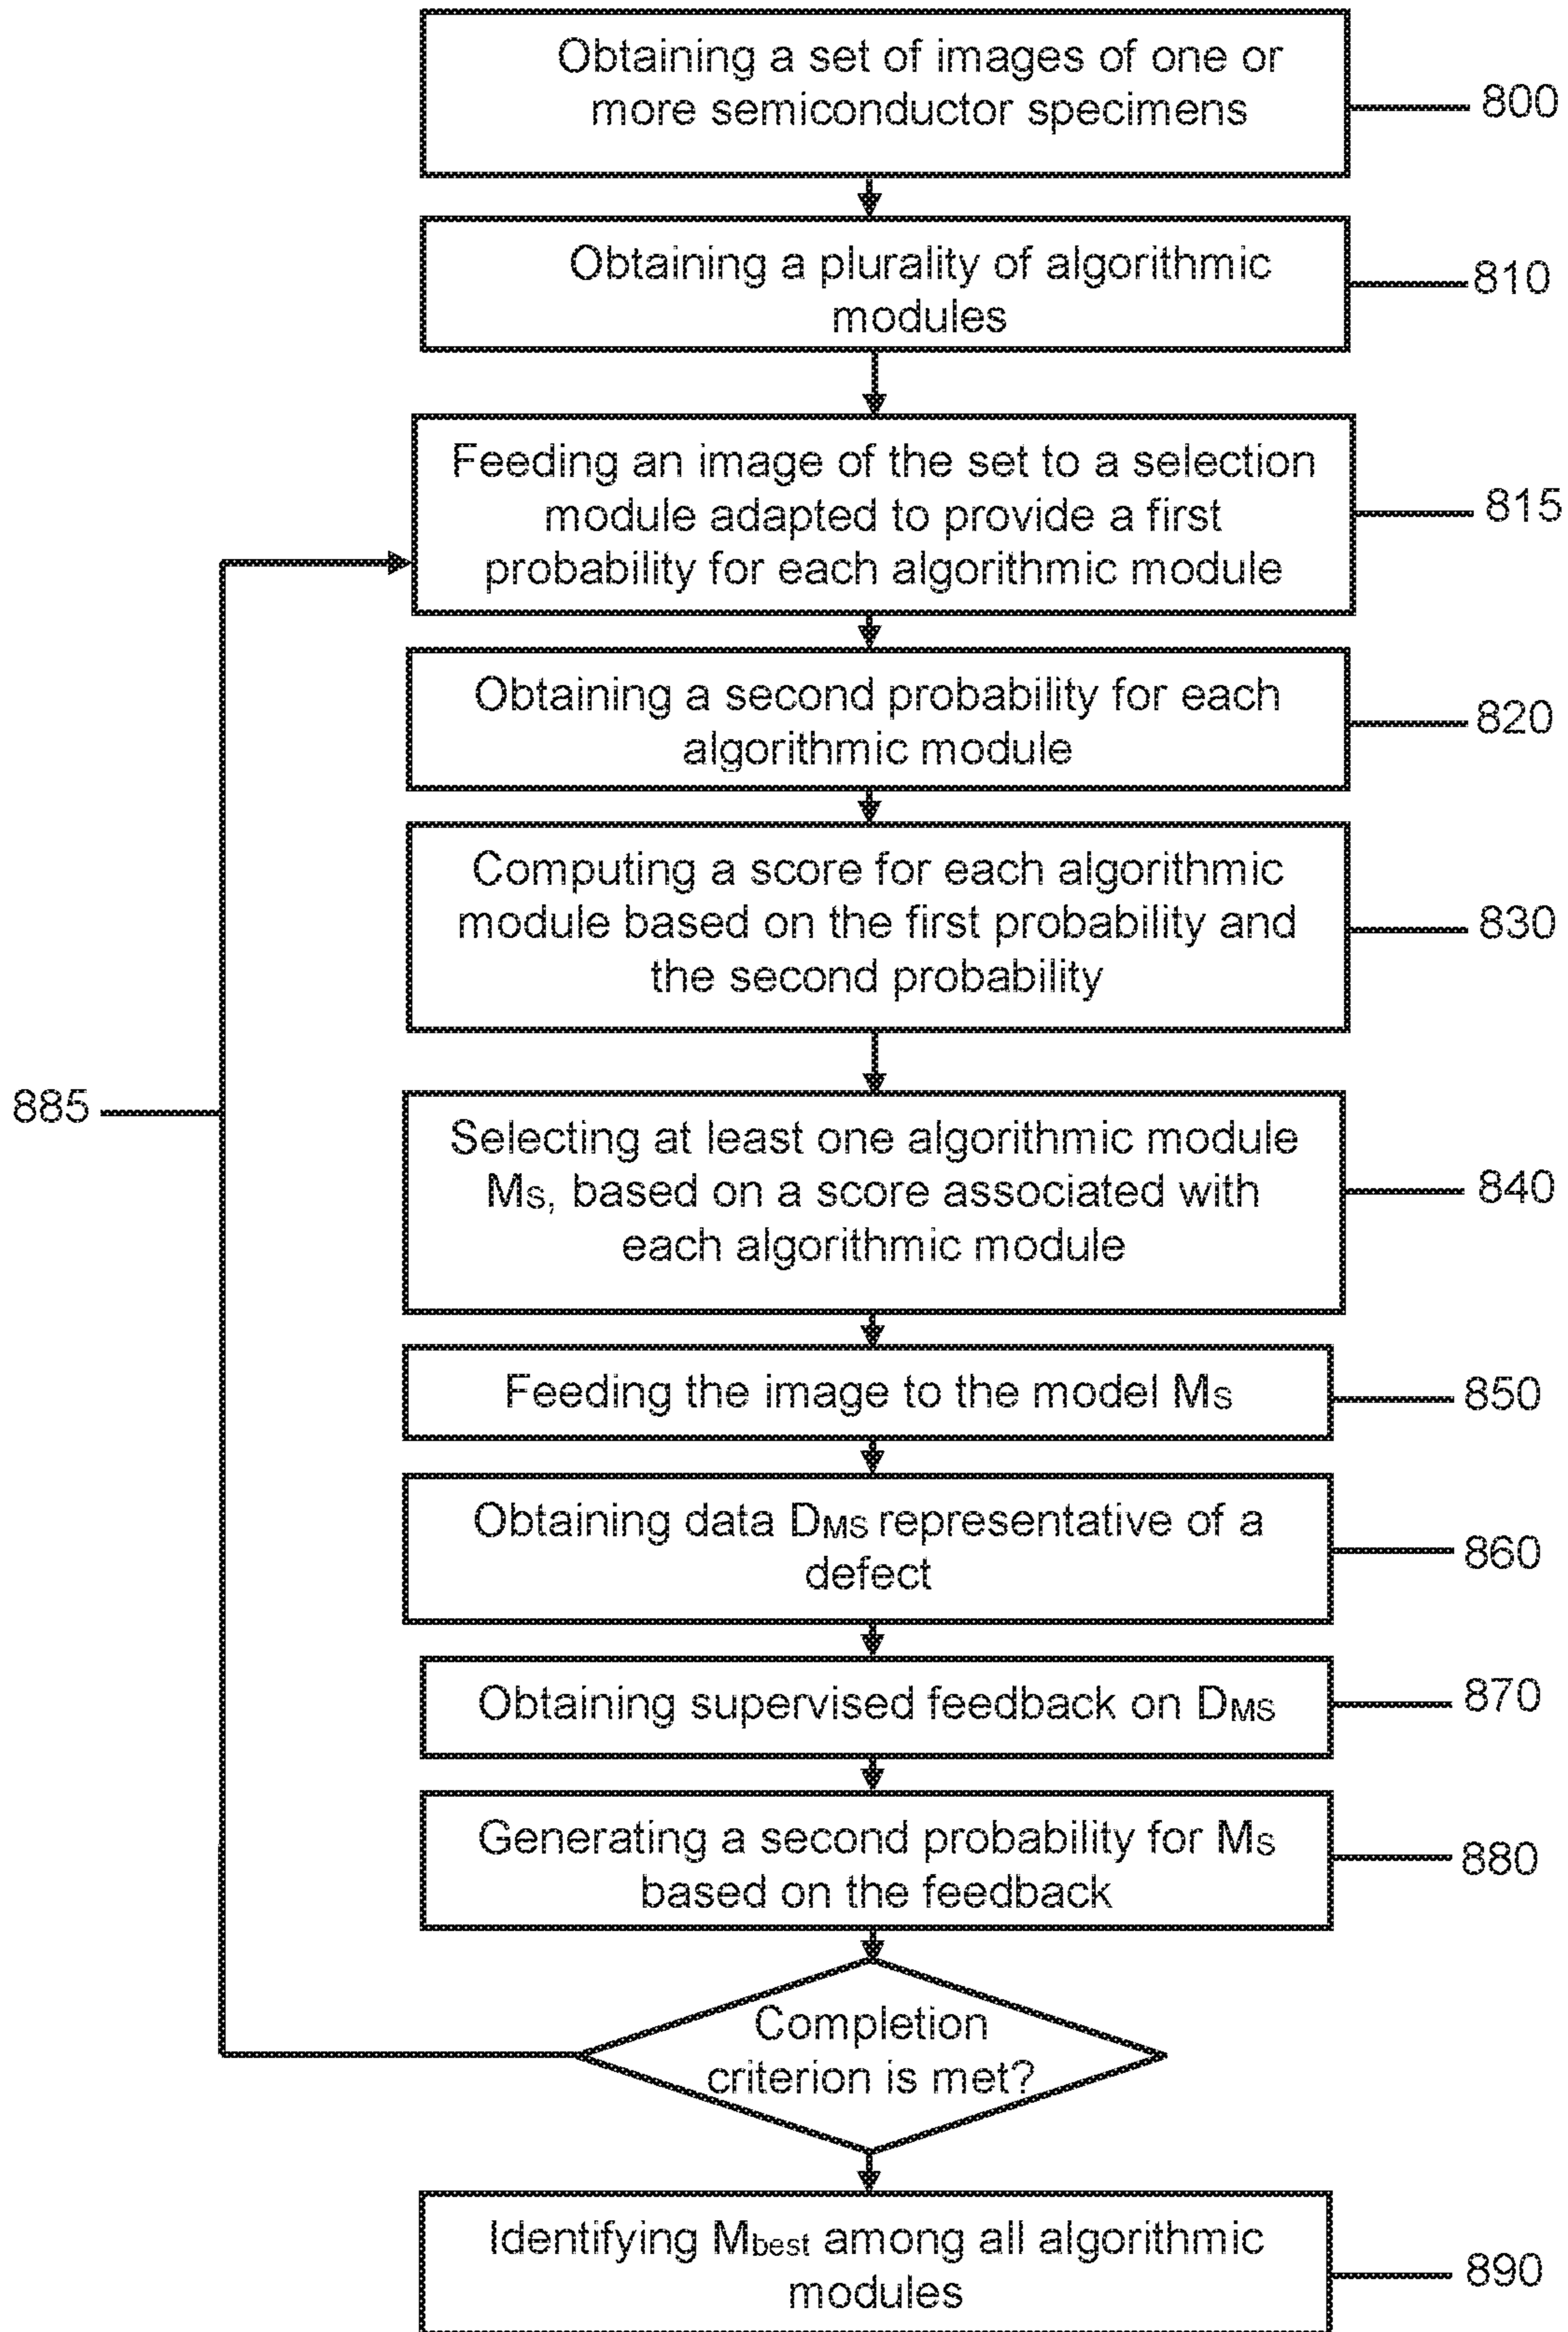 Obtaining a set of images of one or
more semiconductor specimens
800
Obtaining a plurality of algorithmic
modules
810
Feeding an image of the set to a selection
module adapted to provide a first
probability for each algorithmic module
815
Obtaining a second probability for each
algorithmic module
820
Computing a score for each algorithmic
module based on the first probability and
the second probability
830
885
Selecting at least one algorithmic module
MS, based on a score associated with
each algorithmic module
840
Feeding the image to the model MS
850
Obtaining data DMS representative of a
defect
860
Obtaining supervised feedback on DMS
870
Generating a second probability for MS
based on the feedback
880
Completion
criterion is met?
Identifying Mbest among all algorithmic
modules
890